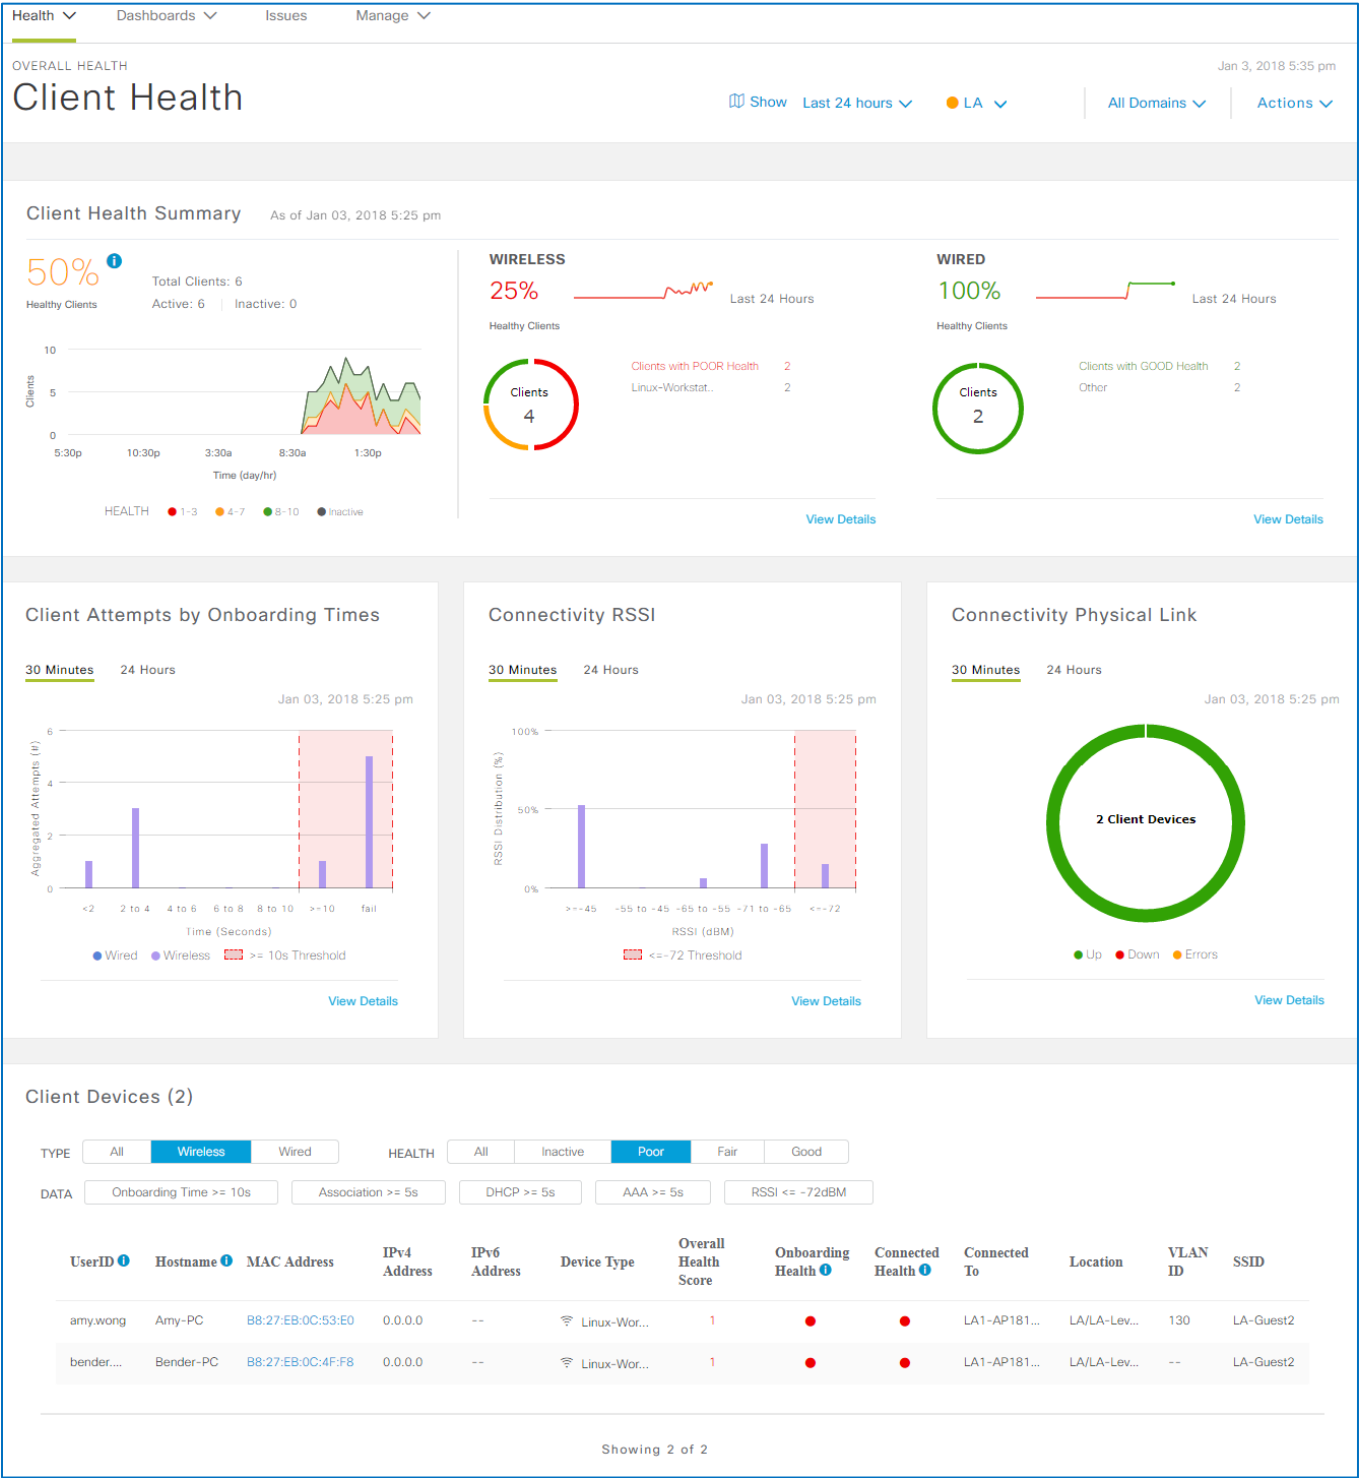 Health Dashboards Issues Manage
OVERALL HEALTH
Jan 3, 2018 5:35 pm
Client Health
Show Last 24 hours LA All Domains Actions
Client Health Summary As of Jan 03, 2018 5:25 pm
50%
Healthy Clients
Total Clients: 6
Active: 6 Inactive: 0
Clients
10
5
0
5:30p 10:30p 3:30a 8:30a 1:30p
Time (day/hr)
HEALTH 1-3 4-7 8-10 Inactive
WIRELESS
25%
Last 24 Hours
Healthy Clients
Clients
4
Clients with POOR Health 2
Linux-Workstat.. 2
View Details
WIRED
100%
Last 24 Hours
Healthy Clients
Clients
2
Clients with GOOD Health 2
Other 2
View Details
Client Attempts by Onboarding Times
30 Minutes 24 Hours
Jan 03, 2018 5:25 pm
Aggregated Attempts (#)
6
4
2
0
<2 2 to 4 4 to 6 6 to 8 8 to 10 >=10 fail
Time (Seconds)
Wired Wireless >= 10s Threshold
View Details
Connectivity RSSI
30 Minutes 24 Hours
Jan 03, 2018 5:25 pm
RSSI Distribution (%)
100%
50%
0%
>=-45 -55 to -45 -65 to -55 -71 to -65 <=-72
RSSI (dBM)
<=-72 Threshold
View Details
Connectivity Physical Link
30 Minutes 24 Hours
Jan 03, 2018 5:25 pm
2 Client Devices
Up Down Errors
View Details
Client Devices (2)
TYPE All Wireless Wired HEALTH All Inactive Poor Fair Good
DATA Onboarding Time >= 10s Association >= 5s DHCP >= 5s AAA >= 5s RSSI <= -72dBM
UserID Hostname MAC Address IPv4 Address IPv6 Address Device Type Overall Health Score Onboarding Health Connected Health Connected To Location VLAN ID SSID
amy.wong Amy-PC B8:27:EB:0C:53:E0 0.0.0.0 -- Linux-Wor... 1 LA1-AP181... LA/LA-Lev... 130 LA-Guest2
bender.... Bender-PC B8:27:EB:0C:4F:F8 0.0.0.0 -- Linux-Wor... 1 LA1-AP181... LA/LA-Lev... -- LA-Guest2
Showing 2 of 2